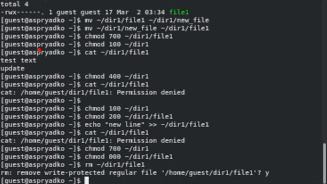 total 4
-rwx------. 1 guest guest 17 Mar  2 03:34 file1
[guest@aspryadko ~]$ mv ~/dir1/file1 ~/dir1/new_file
[guest@aspryadko ~]$ mv ~/dir1/new_file ~/dir1/file1
[guest@aspryadko ~]$ chmod 700 ~/dir1/file1
[guest@aspryadko ~]$ chmod 100 ~/dir1
[guest@aspryadko ~]$ cat ~/dir1/file1
test text
update
[guest@aspryadko ~]$ chmod 400 ~/dir1/file1
cat: /home/guest/dir1/file1: Permission denied
[guest@aspryadko ~]$
[guest@aspryadko ~]$ chmod 100 ~/dir1
[guest@aspryadko ~]$ chmod 200 ~/dir1/file1
[guest@aspryadko ~]$ echo "new line" >> ~/dir1/file1
[guest@aspryadko ~]$ cat ~/dir1/file1
cat: /home/guest/dir1/file1: Permission denied
[guest@aspryadko ~]$ chmod 700 ~/dir1
[guest@aspryadko ~]$ chmod 000 ~/dir1/file1
[guest@aspryadko ~]$ rm ~/dir1/file1
rm: remove write-protected regular file '/home/guest/dir1/file1'? y
[guest@aspryadko ~]$